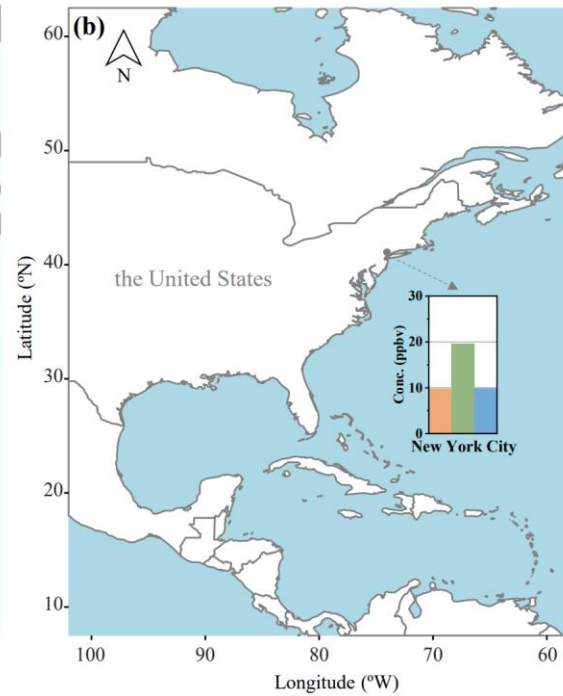 (b)
N
60
50
40
30
20
10
Latitude (ºN)
the United States
30
20
10
0
Conc. (ppbv)
New York City
100
90
80
70
60
Longitude (ºW)